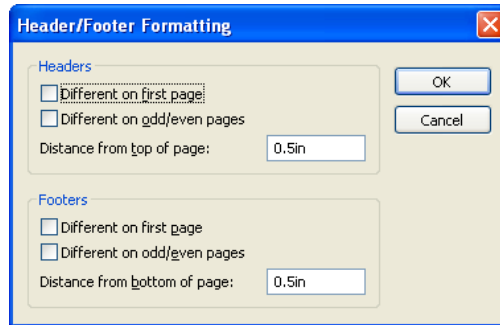 Header/Footer Formatting
Headers
Different on first page
Different on odd/even pages
Distance from top of page: 0.5in
OK
Cancel
Footers
Different on first page
Different on odd/even pages
Distance from bottom of page: 0.5in